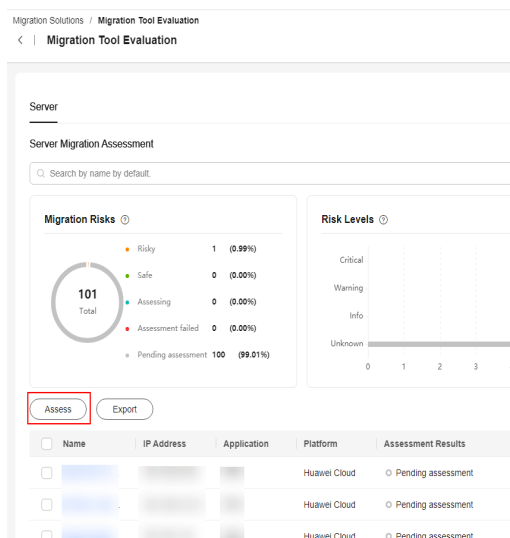 Migration Solutions / Migration Tool Evaluation
< | Migration Tool Evaluation
Server
Server Migration Assessment
Search by name by default.
Migration Risks
101
Total
Risky 1 (0.99%)
Safe 0 (0.00%)
Assessing 0 (0.00%)
Assessment failed 0 (0.00%)
Pending assessment 100 (99.01%)
Risk Levels
Critical
Warning
Info
Unknown
0 1 2 3
Assess Export
Name IP Address Application Platform Assessment Results
Huawei Cloud Pending assessment
Huawei Cloud Pending assessment
Huawei Cloud Pending assessment